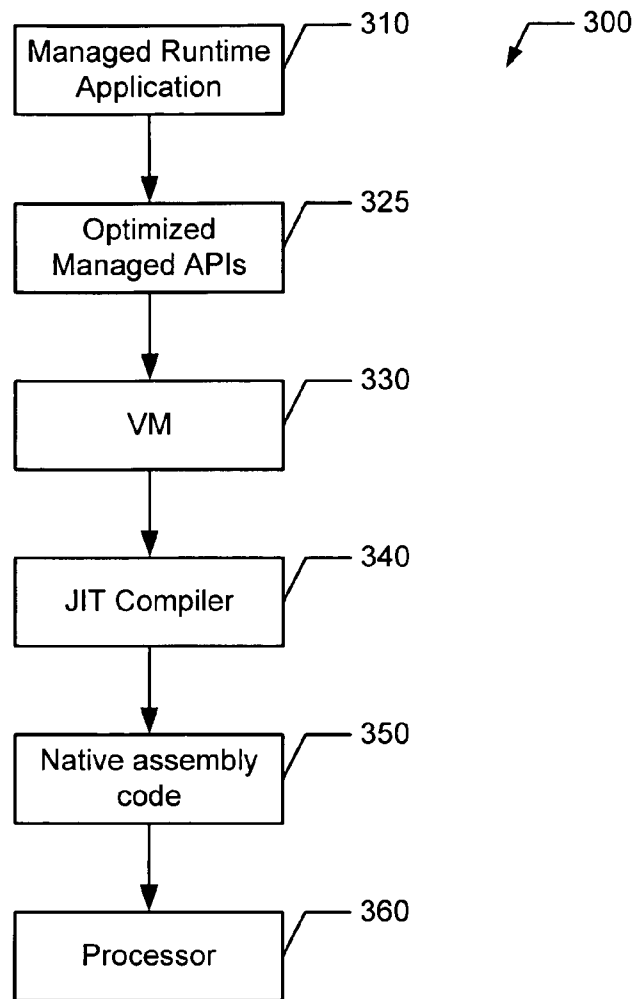 Managed Runtime
Application
310
300
Optimized
Managed APIs
325
VM
330
JIT Compiler
340
Native assembly
code
350
Processor
360